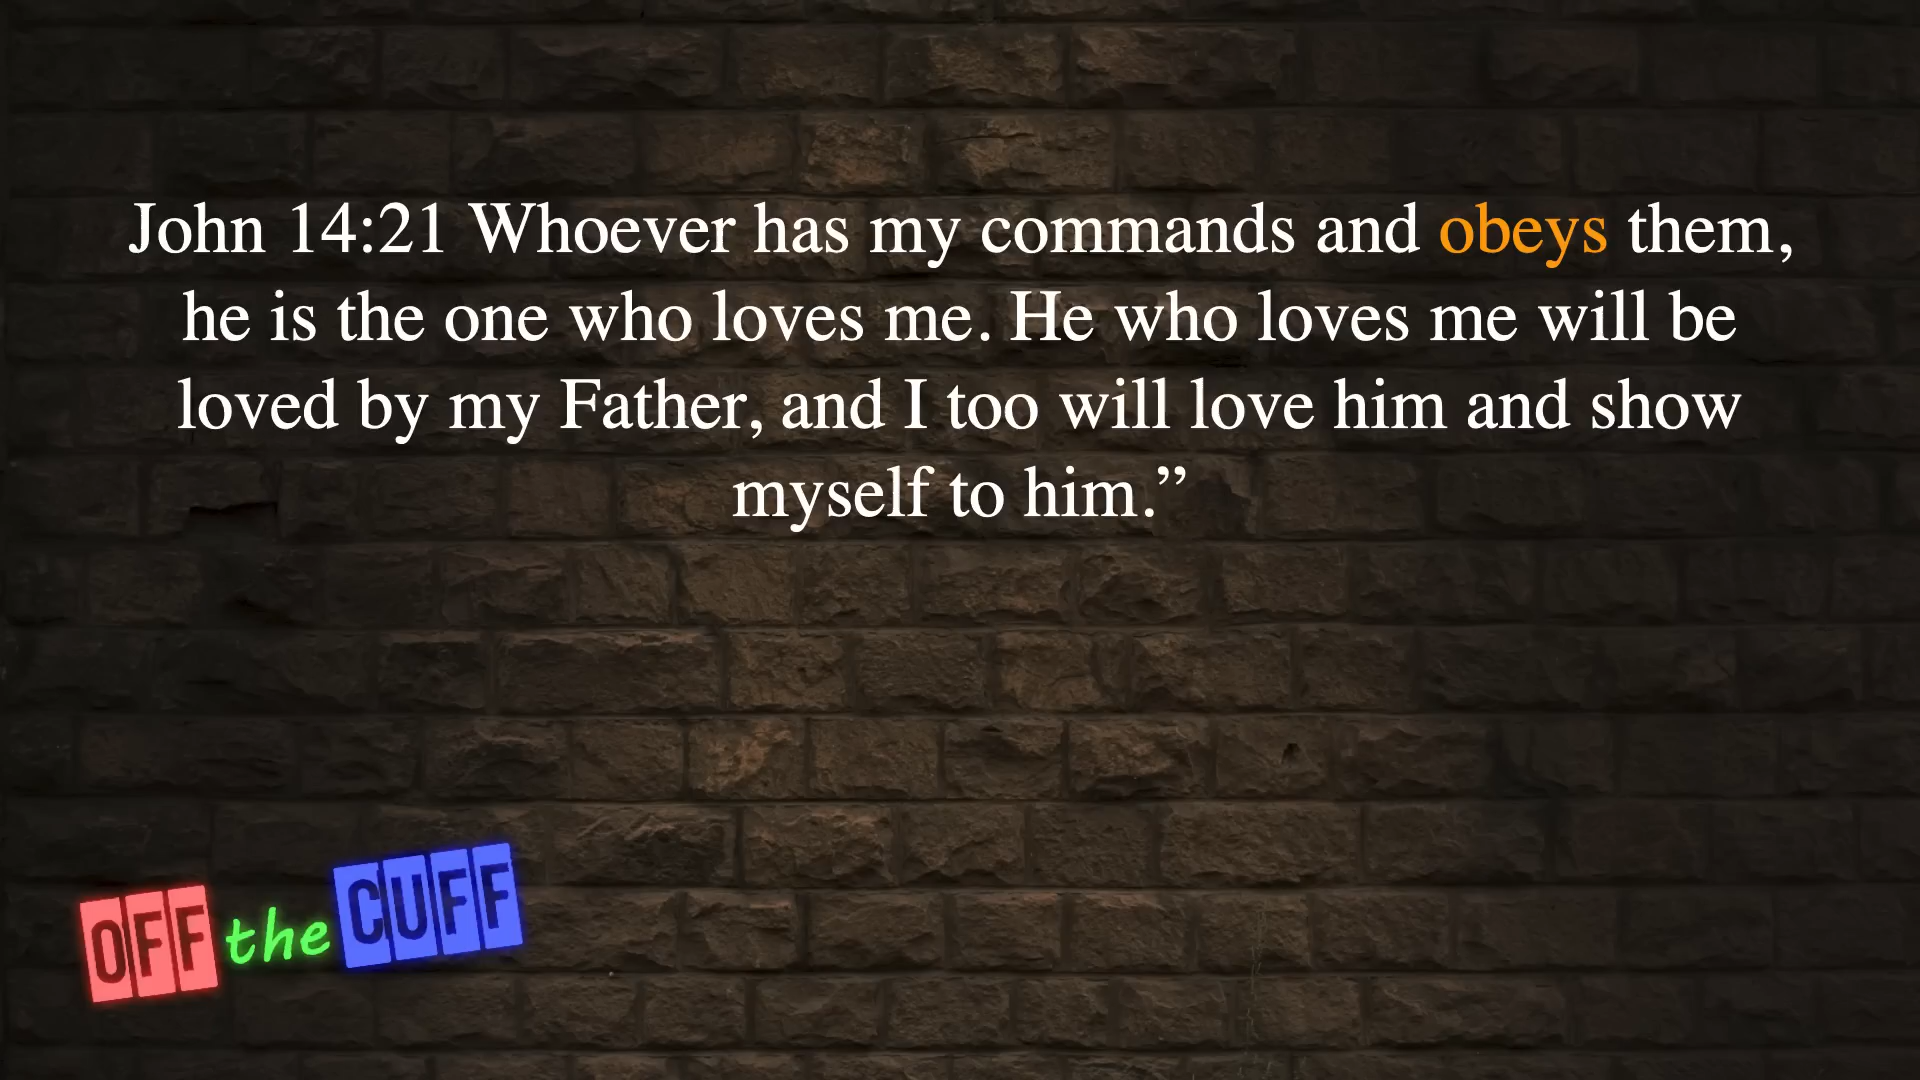 John 14:21 Whoever has my commands and obeys them,
he is the one who loves me. He who loves me will be
loved by my Father, and I too will love him and show
myself to him.”
OFF the CUFF